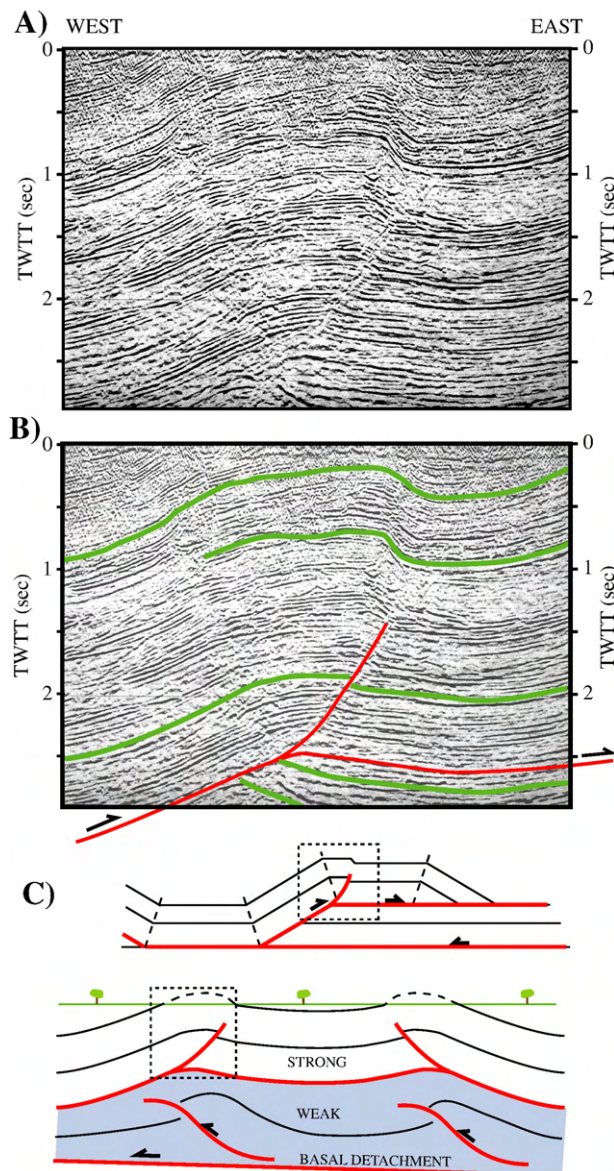 A)
WEST EAST
0 0
1 1
2 2
TWTT (sec) TWTT (sec)
B)
0 0
1 1
2 2
TWTT (sec) TWTT (sec)
C)
STRONG
WEAK
BASAL DETACHMENT